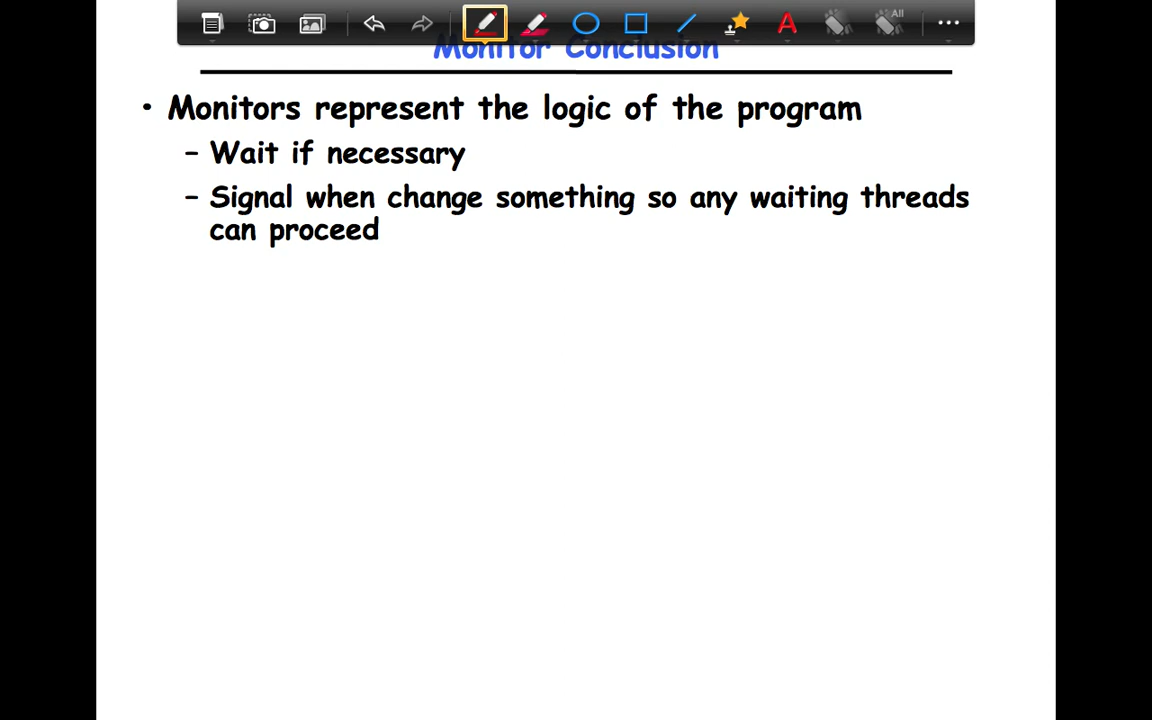 All
A
Monitor Conclusion
• Monitors represent the logic of the program
– Wait if necessary
– Signal when change something so any waiting threads
can proceed